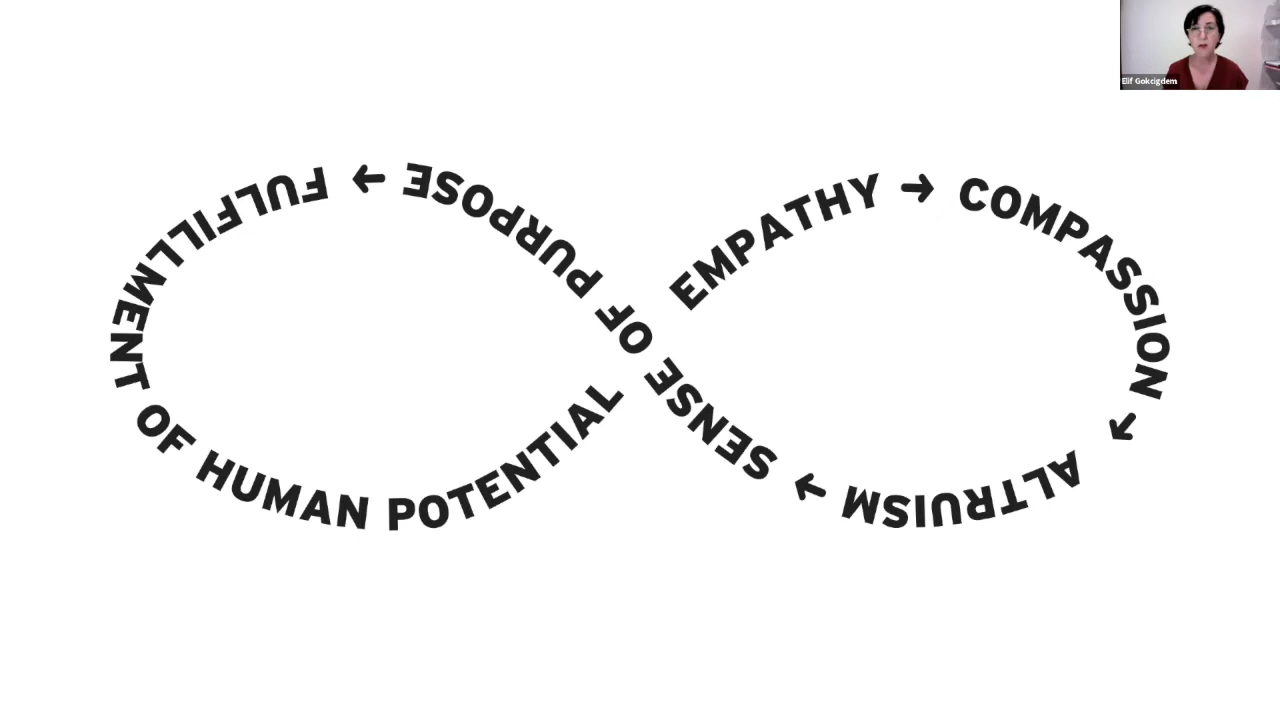 Elif Gokcigdem
EMPATHY → COMPASSION → ALTRUISM → SENSE OF PURPOSE → FULFILLMENT OF HUMAN POTENTIAL